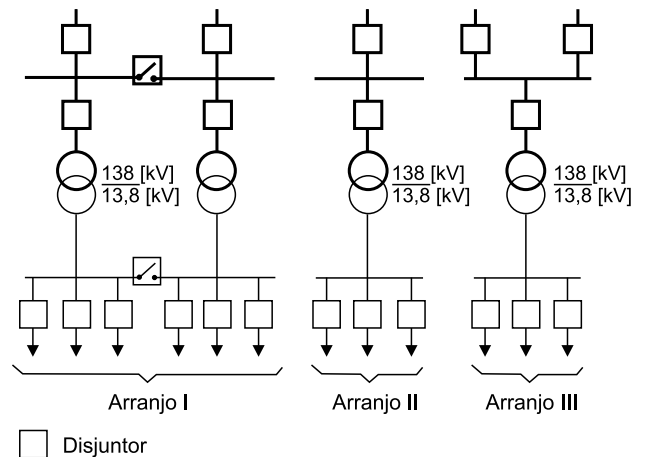 138 [kV]
13,8 [kV]
138 [kV]
13,8 [kV]
138 [kV]
13,8 [kV]
Arranjo I
Arranjo II
Arranjo III
Disjuntor